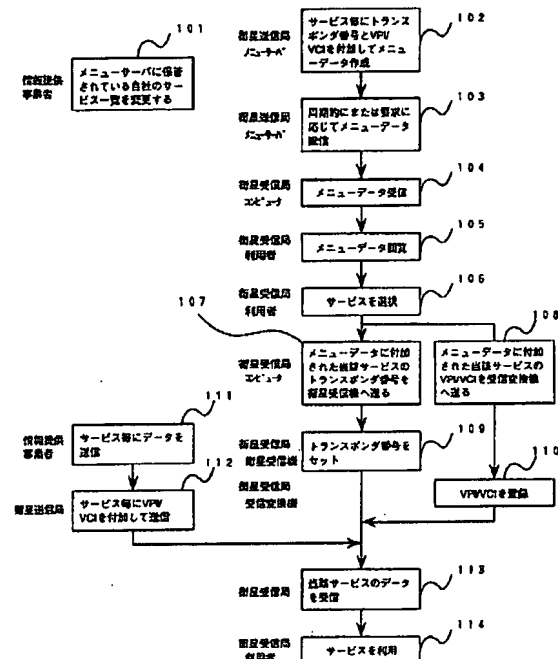 101
情報提供
事業者
メニューサーバに保管
されている自社のサー
ビス一覧を変更する
102
衛星送信局
メニューサーバ
サービス毎にトランス
ポンダ番号とVPI/
VCIを付加してメニュ
ーデータ作成
103
衛星送信局
メニューサーバ
周期的にまたは要求に
応じてメニューデータ
配信
104
衛星受信局
コンピュータ
メニューデータ受信
105
衛星受信局
利用者
メニューデータ閲覧
106
衛星受信局
利用者
サービスを選択
107
衛星受信局
コンピュータ
メニューデータに付加
された当該サービスの
トランスポンダ番号を
衛星受信機へ送る
108
メニューデータに付加
された当該サービスの
VPI/VCIを受信交換機
へ送る
111
情報提供
事業者
サービス毎にデータを
送信
109
衛星受信局
衛星受信機
トランスポンダ番号を
セット
112
衛星送信局
サービス毎にVPI/
VCIを付加して送信
衛星受信局
受信交換機
110
VPI/VCIを登録
113
衛星受信局
当該サービスのデータ
を受信
114
衛星受信局
利用者
サービスを利用